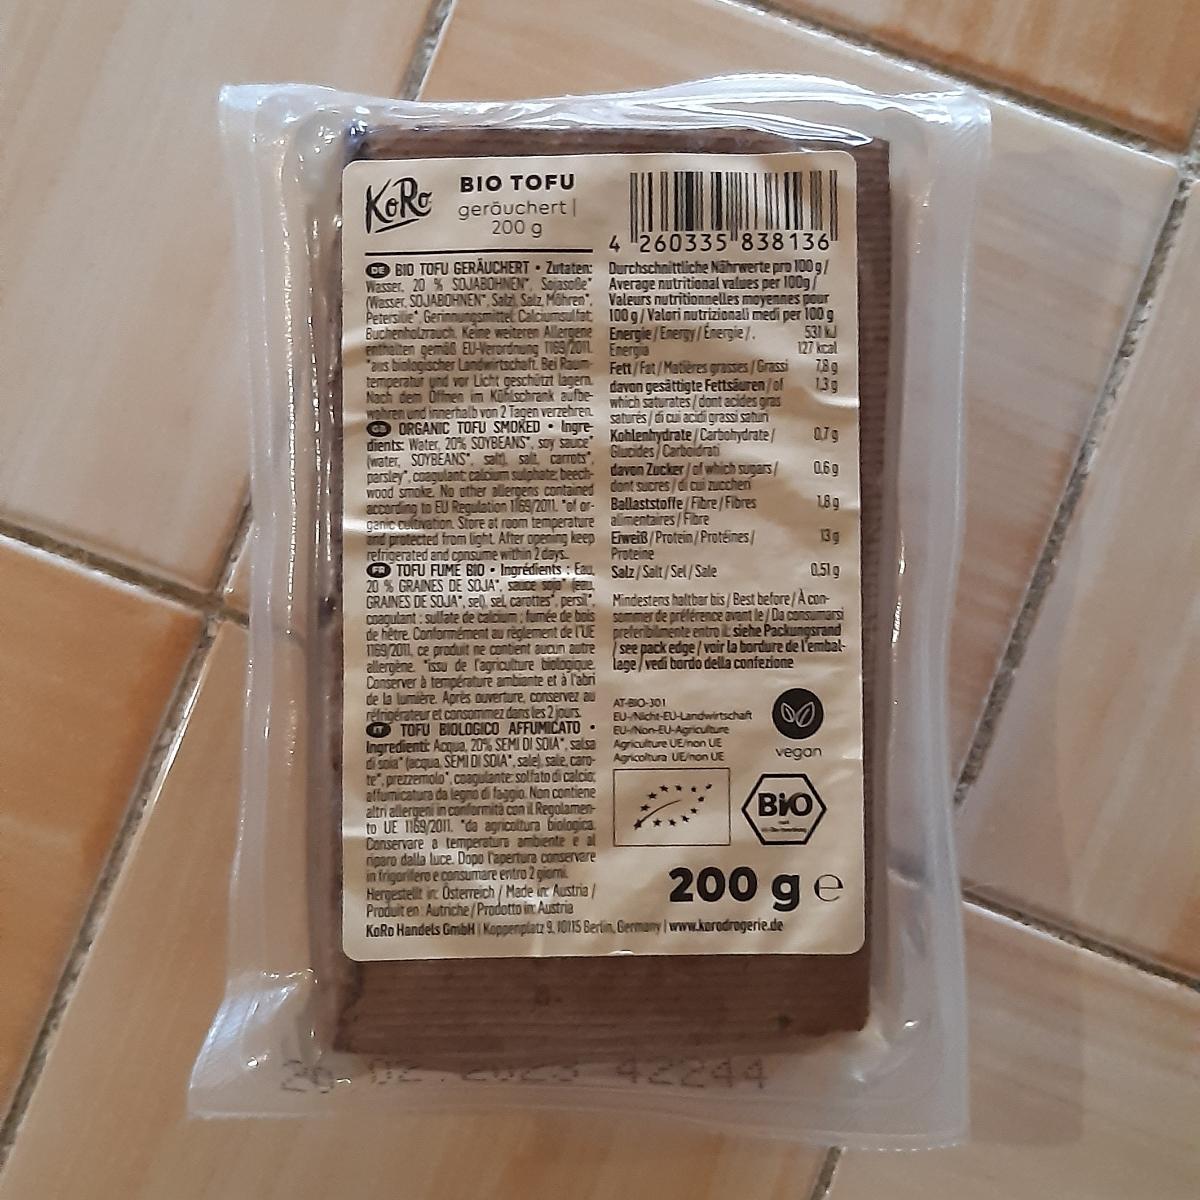 KoRo
BIO TOFU
geräuchert |
200 g
4 260335 838136
DE BIO TOFU GERÄUCHERT • Zutaten:
Wasser, 20 % SOJABOHNEN*, Sojasoße*
(Wasser, SOJABOHNEN*, Salz), Salz, Möhren*,
Petersilie*, Gerinnungsmittel: Calciumsulfat;
Buchenholzrauch. Keine weiteren Allergene
enthalten gemäß EU-Verordnung 1169/2011.
*aus biologischer Landwirtschaft. Bei Raum-
temperatur und vor Licht geschützt lagern.
Nach dem Öffnen im Kühlschrank aufbe-
wahren und innerhalb von 2 Tagen verzehren.
GB ORGANIC TOFU SMOKED • Ingre-
dients: Water, 20% SOYBEANS*, soy sauce*
(water, SOYBEANS*, salt), salt, carrots*,
parsley*, coagulant: calcium sulphate; beech-
wood smoke. No other allergens contained
according to EU Regulation 1169/2011. *of or-
ganic cultivation. Store at room temperature
and protected from light. After opening keep
refrigerated and consume within 2 days.
FR TOFU FUMÉ BIO • Ingrédients : Eau,
20 % GRAINES DE SOJA*, sauce soja* (eau,
GRAINES DE SOJA*, sel), sel, carottes*, persil*,
coagulant : sulfate de calcium ; fumée de bois
de hêtre. Conformément au règlement de l'UE
1169/2011, ce produit ne contient aucun autre
allergène. *issu de l'agriculture biologique.
Conserver à température ambiante et à l'abri
de la lumière. Après ouverture, conservez au
réfrigérateur et consommez dans les 2 jours.
IT TOFU BIOLOGICO AFFUMICATO •
Ingredienti: Acqua, 20% SEMI DI SOIA*, salsa
di soia* (acqua, SEMI DI SOIA*, sale), sale, caro-
te*, prezzemolo*, coagulante: solfato di calcio;
affumicatura da legno di faggio. Non contiene
altri allergeni in conformità con il Regolamen-
to UE 1169/2011. *da agricoltura biologica.
Conservare a temperatura ambiente e al
riparo dalla luce. Dopo l'apertura conservare
in frigorifero e consumare entro 2 giorni.
Hergestellt in: Österreich / Made in: Austria /
Produit en : Autriche / Prodotto in: Austria
KoRo Handels GmbH | Koppenplatz 9, 10115 Berlin, Germany | www.korodrogerie.de
Durchschnittliche Nährwerte pro 100 g /
Average nutritional values per 100g /
Valeurs nutritionnelles moyennes pour
100 g / Valori nutrizionali medi per 100 g
Energie / Energy / Énergie / 531 kJ
Energia 127 kcal
Fett / Fat / Matières grasses / Grassi 7,8 g
davon gesättigte Fettsäuren / of 1,3 g
which saturates / dont acides gras
saturés / di cui acidi grassi saturi
Kohlenhydrate / Carbohydrate / 0,7 g
Glucides / Carboidrati
davon Zucker / of which sugars / 0,6 g
dont sucres / di cui zuccheri
Ballaststoffe / Fibre / Fibres 1,8 g
alimentaires / Fibre
Eiweiß / Protein / Protéines / 13 g
Proteine
Salz / Salt / Sel / Sale 0,51 g
Mindestens haltbar bis / Best before / À con-
sommer de préférence avant le / Da consumarsi
preferibilmente entro il: siehe Packungsrand
/ see pack edge / voir la bordure de l'embal-
lage / vedi bordo della confezione
AT-BIO-301
EU-/Nicht-EU-Landwirtschaft
EU-/Non-EU-Agriculture
Agriculture UE/non UE
Agricoltura UE/non UE
vegan
Bio
200 g e
26.02.2023 42244